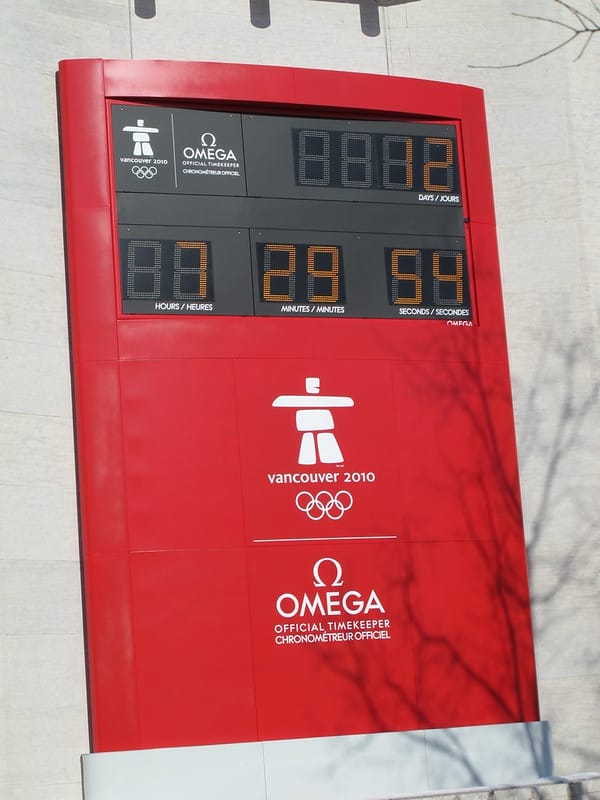 vancouver 2010
Ω
OMEGA
OFFICIAL TIMEKEEPER
CHRONOMÉTREUR OFFICIEL
12
DAYS / JOURS
7
HOURS / HEURES
29
MINUTES / MINUTES
54
SECONDS / SECONDES
OMEGA
vancouver 2010
Ω
OMEGA
OFFICIAL TIMEKEEPER
CHRONOMÉTREUR OFFICIEL